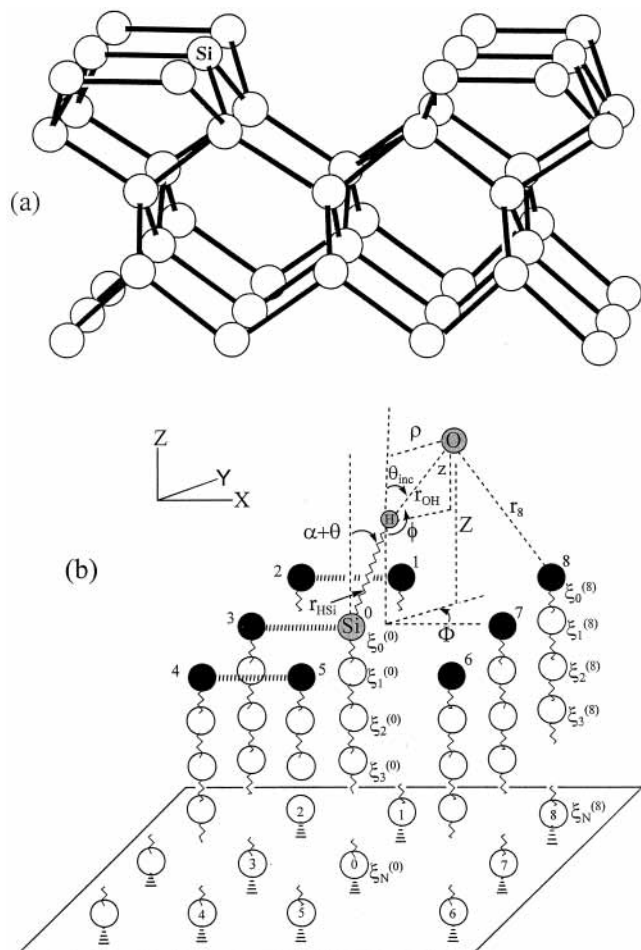 Si
(a)
O
ρ
Z
θinc
z
Y
rOH
X
H
r8
α+θ
ϕ
Z
(b)
2
1
8
rHSi
ξ0(8)
3
0
7
Si
Φ
ξ0(0)
ξ1(8)
4
5
6
ξ1(0)
ξ2(8)
ξ2(0)
ξ3(8)
ξ3(0)
2
1
8
ξN(8)
3
0
ξN(0)
7
4
5
6